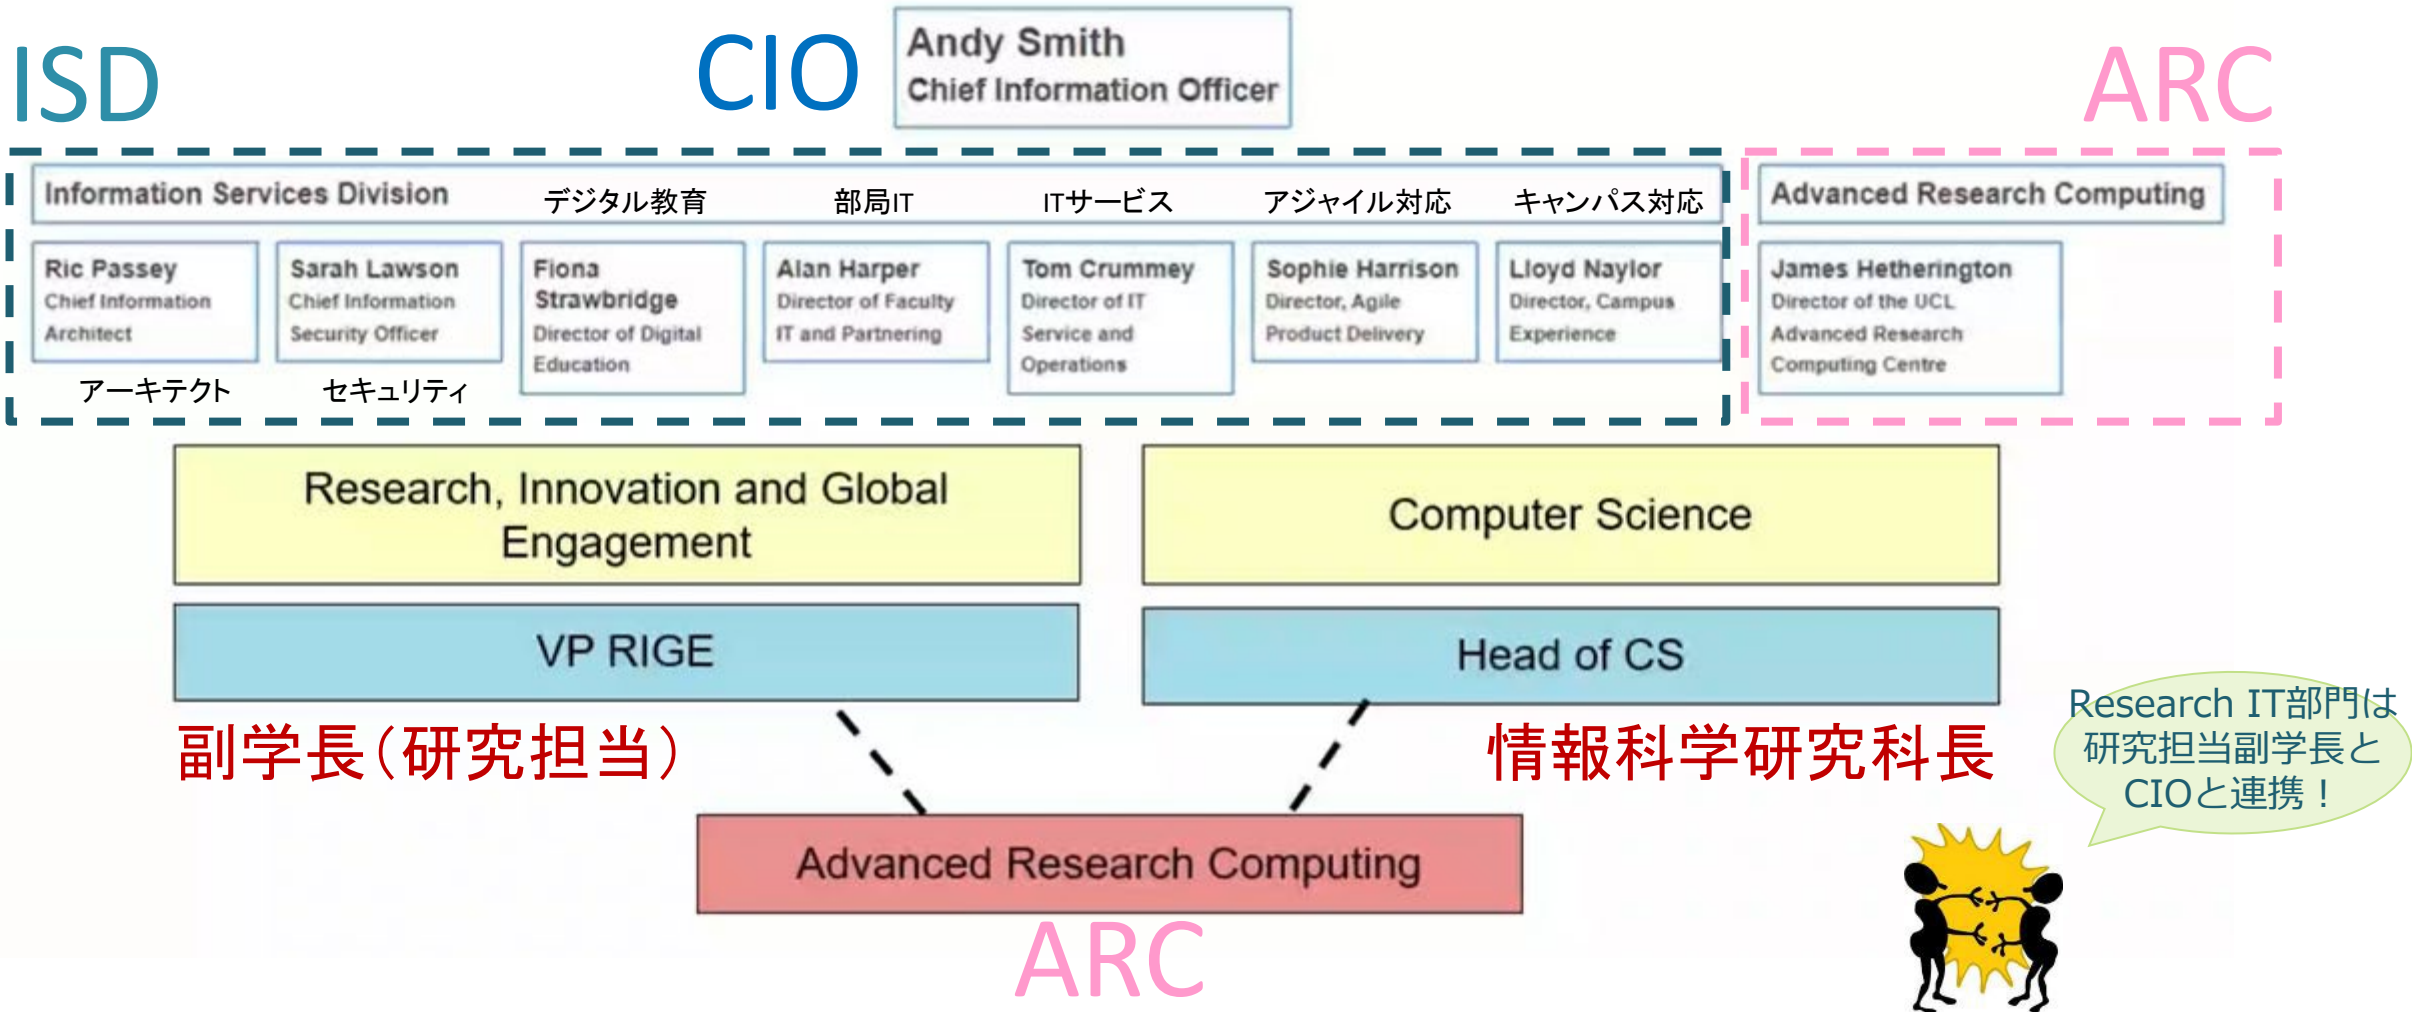 ISD
CIO
Andy Smith
Chief Information Officer
ARC
Information Services Division
デジタル教育
部局IT
ITサービス
アジャイル対応
キャンパス対応
Advanced Research Computing
Ric Passey
Chief Information
Architect
Sarah Lawson
Chief Information
Security Officer
Fiona
Strawbridge
Director of Digital
Education
Alan Harper
Director of Faculty
IT and Partnering
Tom Crummey
Director of IT
Service and
Operations
Sophie Harrison
Director, Agile
Product Delivery
Lloyd Naylor
Director, Campus
Experience
James Hetherington
Director of the UCL
Advanced Research
Computing Centre
アーキテクト
セキュリティ
Research, Innovation and Global
Engagement
Computer Science
VP RIGE
Head of CS
副学長（研究担当）
情報科学研究科長
Research IT部門は
研究担当副学長と
CIOと連携！
Advanced Research Computing
ARC